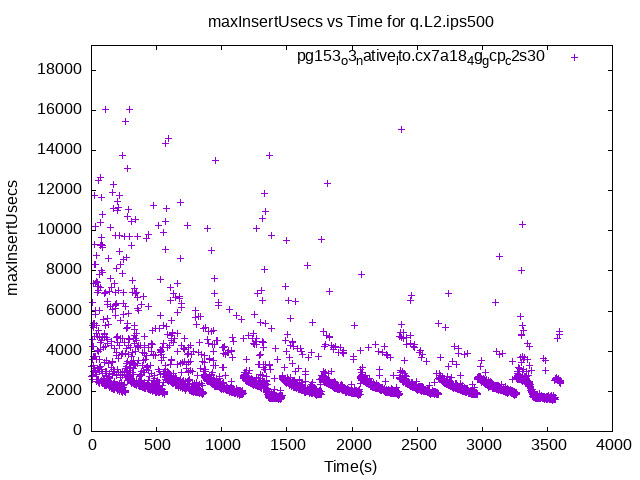 maxInsertUsecs vs Time for q.L2.ips500
pg153o3native_lto.cx7a18_4g_gcp_c2s30
18000
16000
14000
12000
10000
8000
6000
4000
2000
0
maxInsertUsecs
0 500 1000 1500 2000 2500 3000 3500 4000
Time(s)